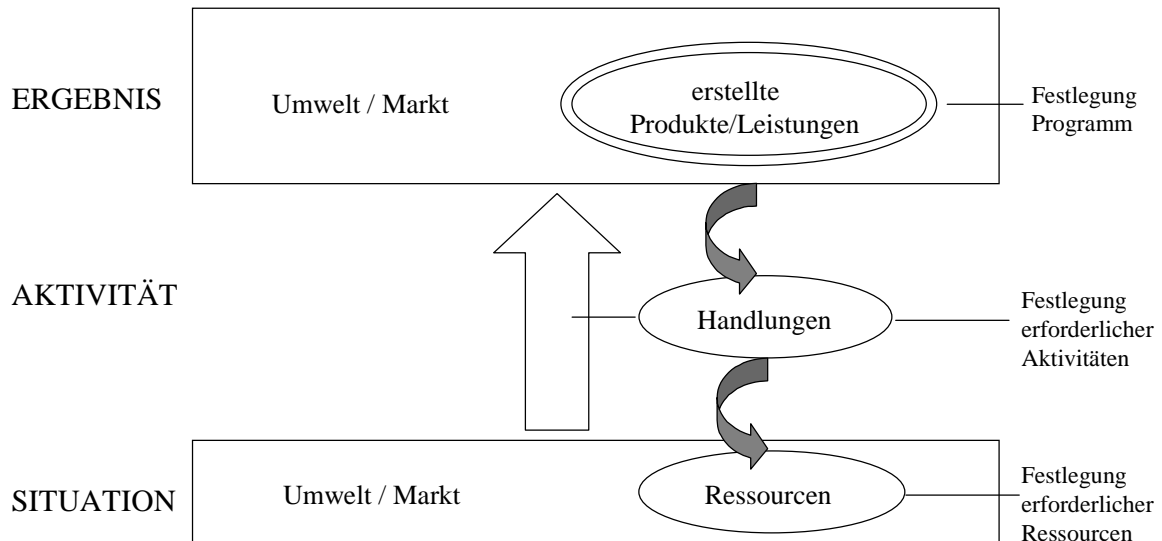 ERGEBNIS
Umwelt / Markt
erstellte
Produkte/Leistungen
Festlegung
Programm
AKTIVITÄT
Handlungen
Festlegung
erforderlicher
Aktivitäten
SITUATION
Umwelt / Markt
Ressourcen
Festlegung
erforderlicher
Ressourcen